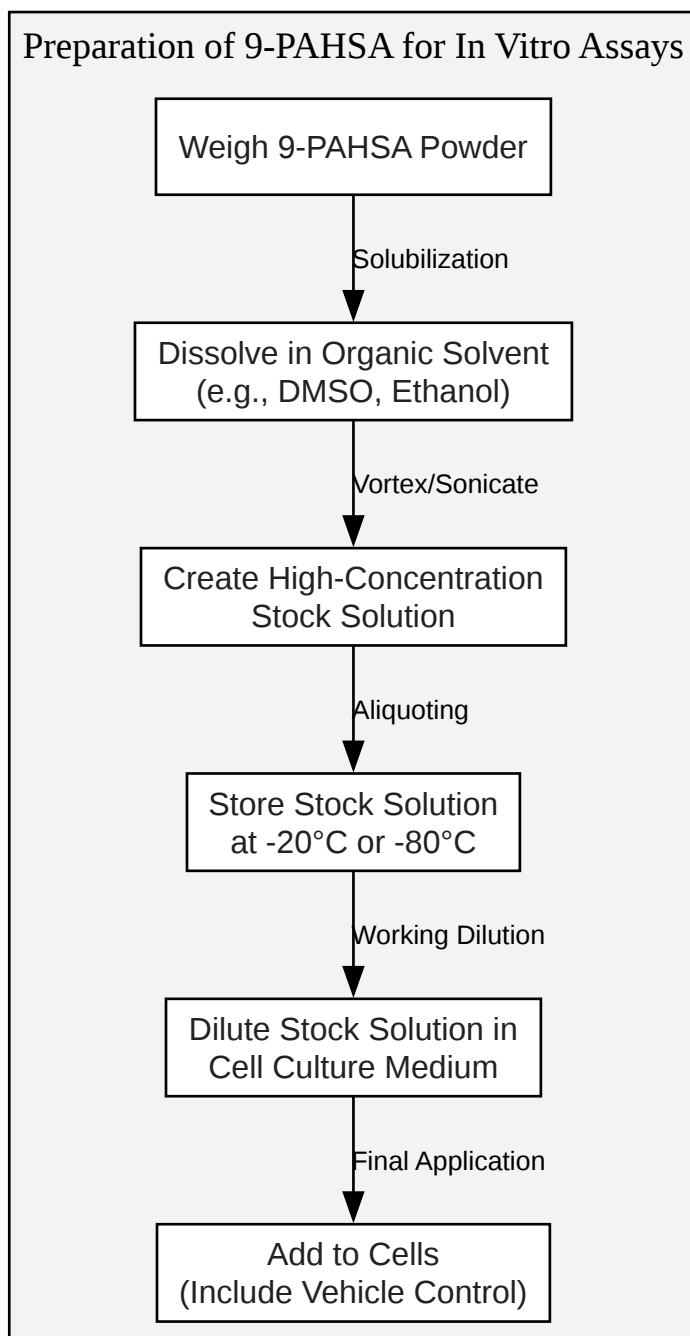 Preparation of 9-PAHSA for In Vitro Assays
Weigh 9-PAHSA Powder
Solubilization
Dissolve in Organic Solvent
(e.g., DMSO, Ethanol)
Vortex/Sonicate
Create High-Concentration
Stock Solution
Aliquoting
Store Stock Solution
at -20°C or -80°C
Working Dilution
Dilute Stock Solution in
Cell Culture Medium
Final Application
Add to Cells
(Include Vehicle Control)